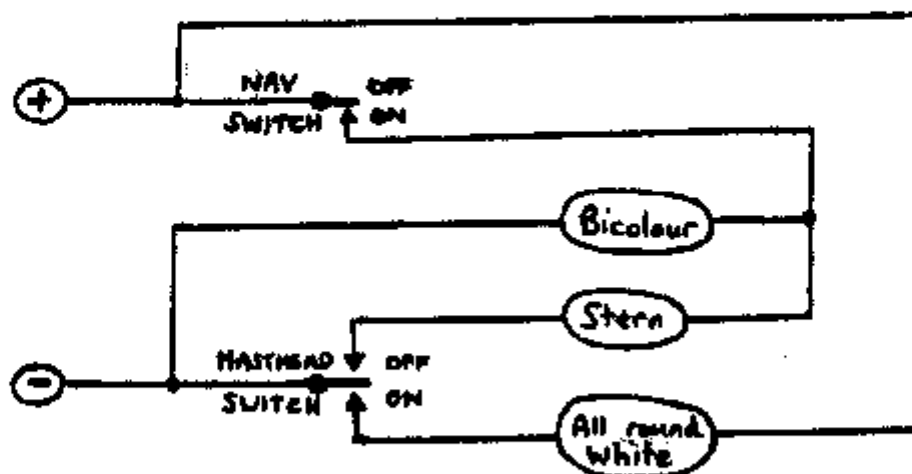 +
NAV
SWITCH
OFF
ON
Bicolour
Stern
-
MASTHEAD
SWITCH
OFF
ON
All round
White